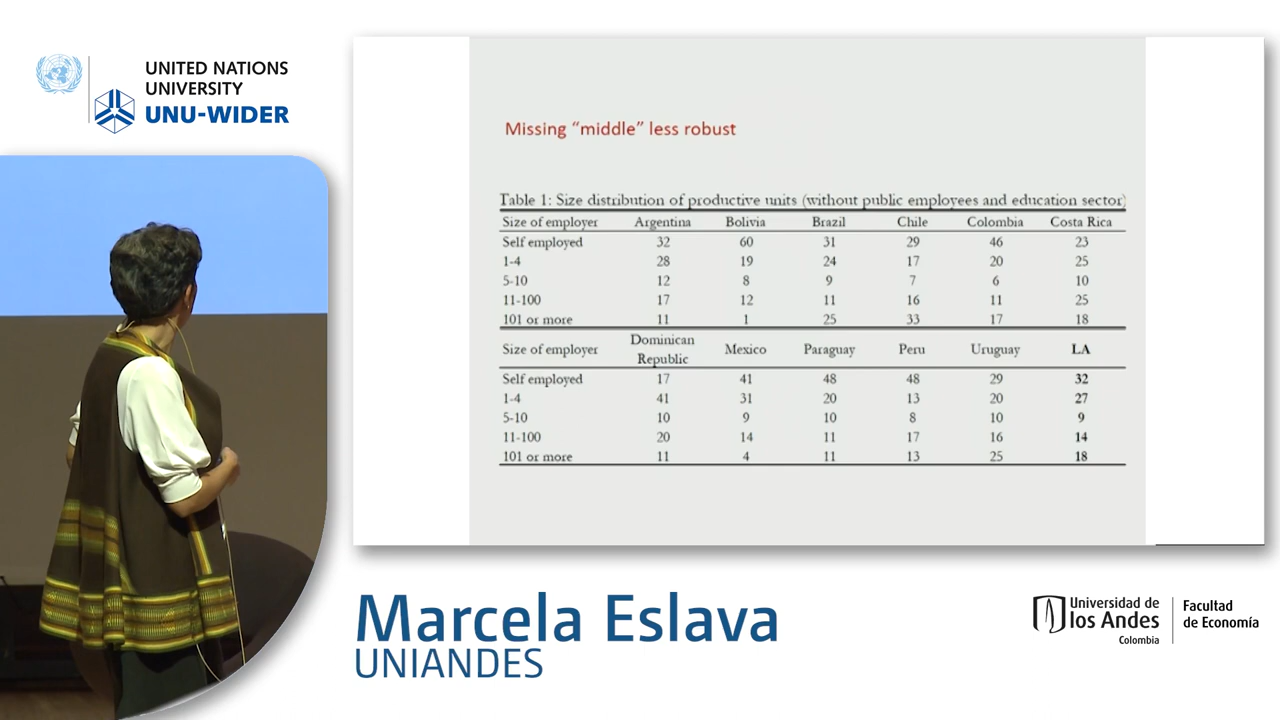 UNITED NATIONS
UNIVERSITY
UNU-WIDER
Missing “middle” less robust
Table 1: Size distribution of productive units (without public employees and education sector)
Size of employer Argentina Bolivia Brazil Chile Colombia Costa Rica
Self employed 32 60 31 29 46 23
1-4 28 19 24 17 20 25
5-10 12 8 9 7 6 10
11-100 17 12 11 16 11 25
101 or more 11 1 25 33 17 18
Size of employer Dominican Republic Mexico Paraguay Peru Uruguay LA
Self employed 17 41 48 48 29 32
1-4 41 31 20 13 20 27
5-10 10 9 10 8 10 9
11-100 20 14 11 17 16 14
101 or more 11 4 11 13 25 18
Marcela Eslava
UNIANDES
Universidad de
los Andes
Colombia
Facultad
de Economía